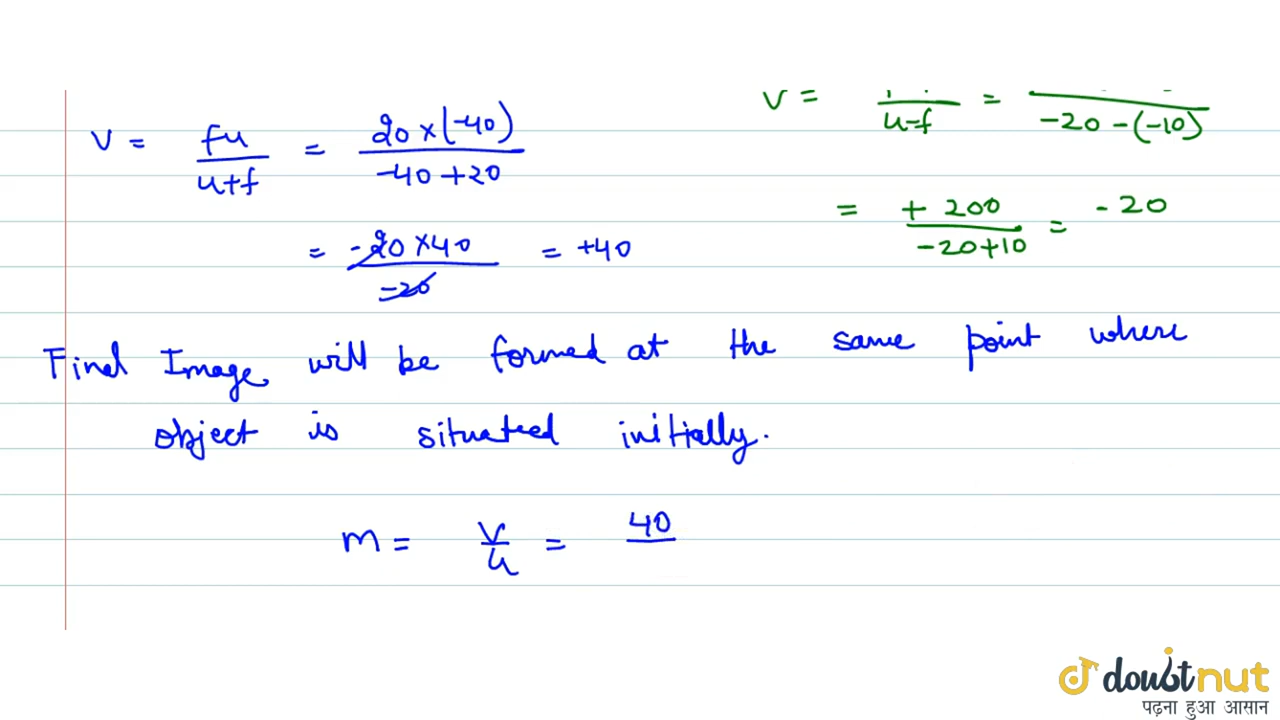 v = fu / u+f = 20 × (-40) / -40 + 20
= -20 × 40 / -20 = +40
v = / u-f = / -20 - (-10)
= + 200 / -20 + 10 = - 20
Final Image will be formed at the same point where
object is situated initially.
m = v/u = 40
doubtnut
पढ़ना हुआ आसान